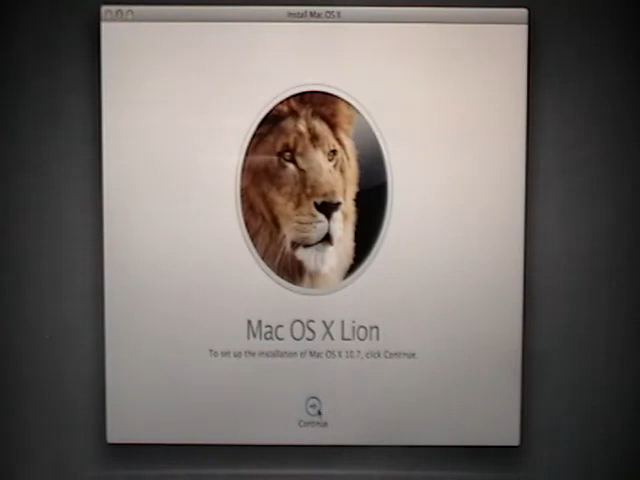 Install Mac OS X
Mac OS X Lion
To set up the installation of Mac OS X 10.7, click Continue.
Continue